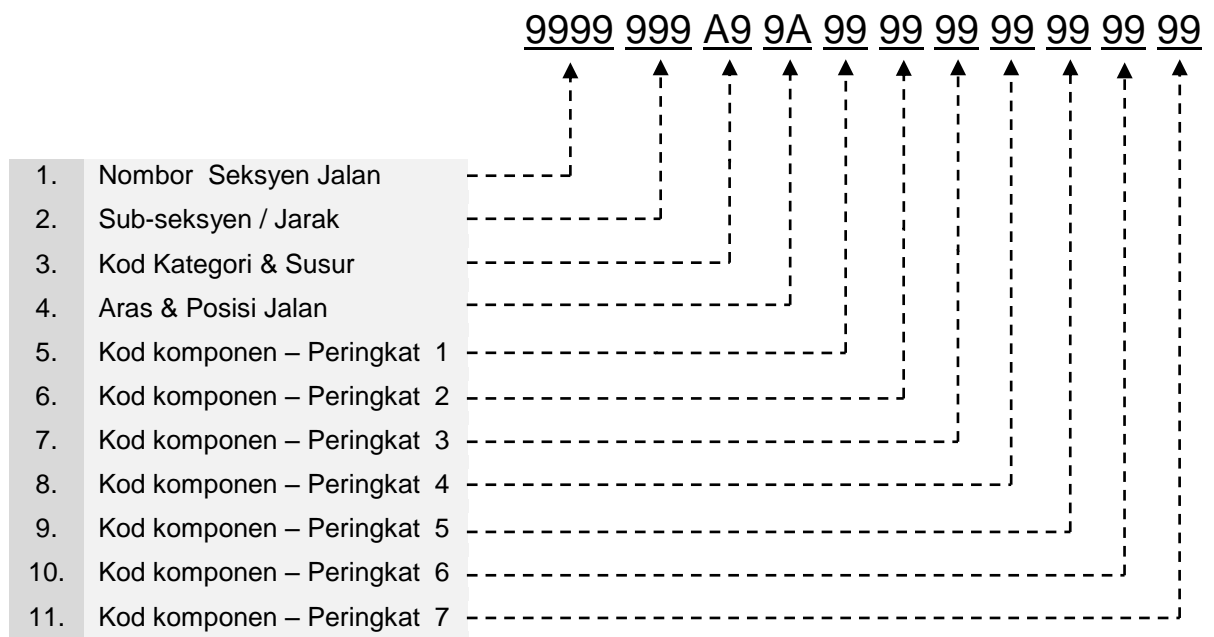 9999 999 A9 9A 99 99 99 99 99 99 99
1. Nombor Seksyen Jalan
2. Sub-seksyen / Jarak
3. Kod Kategori & Susur
4. Aras & Posisi Jalan
5. Kod komponen – Peringkat 1
6. Kod komponen – Peringkat 2
7. Kod komponen – Peringkat 3
8. Kod komponen – Peringkat 4
9. Kod komponen – Peringkat 5
10. Kod komponen – Peringkat 6
11. Kod komponen – Peringkat 7